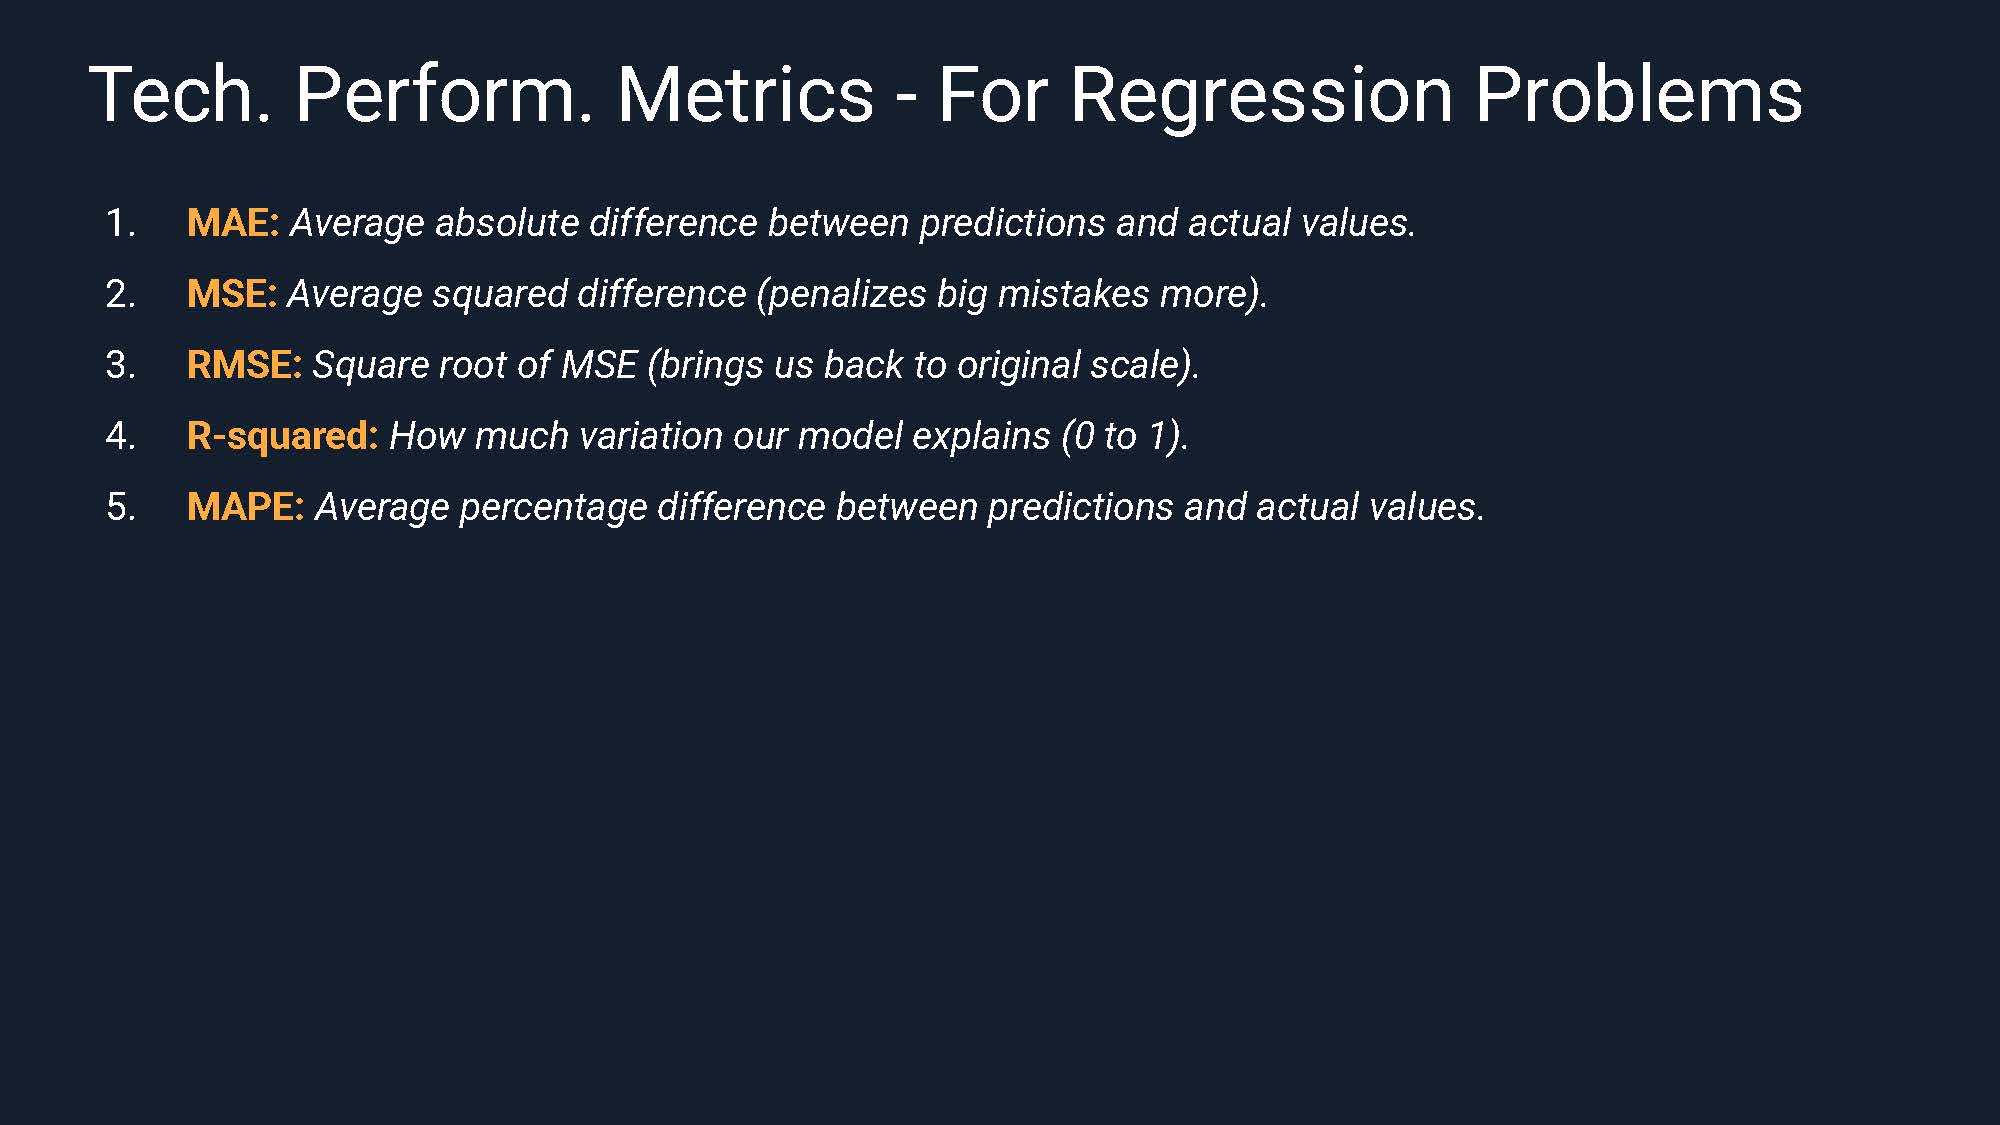 Tech. Perform. Metrics - For Regression Problems
1. MAE: Average absolute difference between predictions and actual values.
2. MSE: Average squared difference (penalizes big mistakes more).
3. RMSE: Square root of MSE (brings us back to original scale).
4. R-squared: How much variation our model explains (0 to 1).
5. MAPE: Average percentage difference between predictions and actual values.